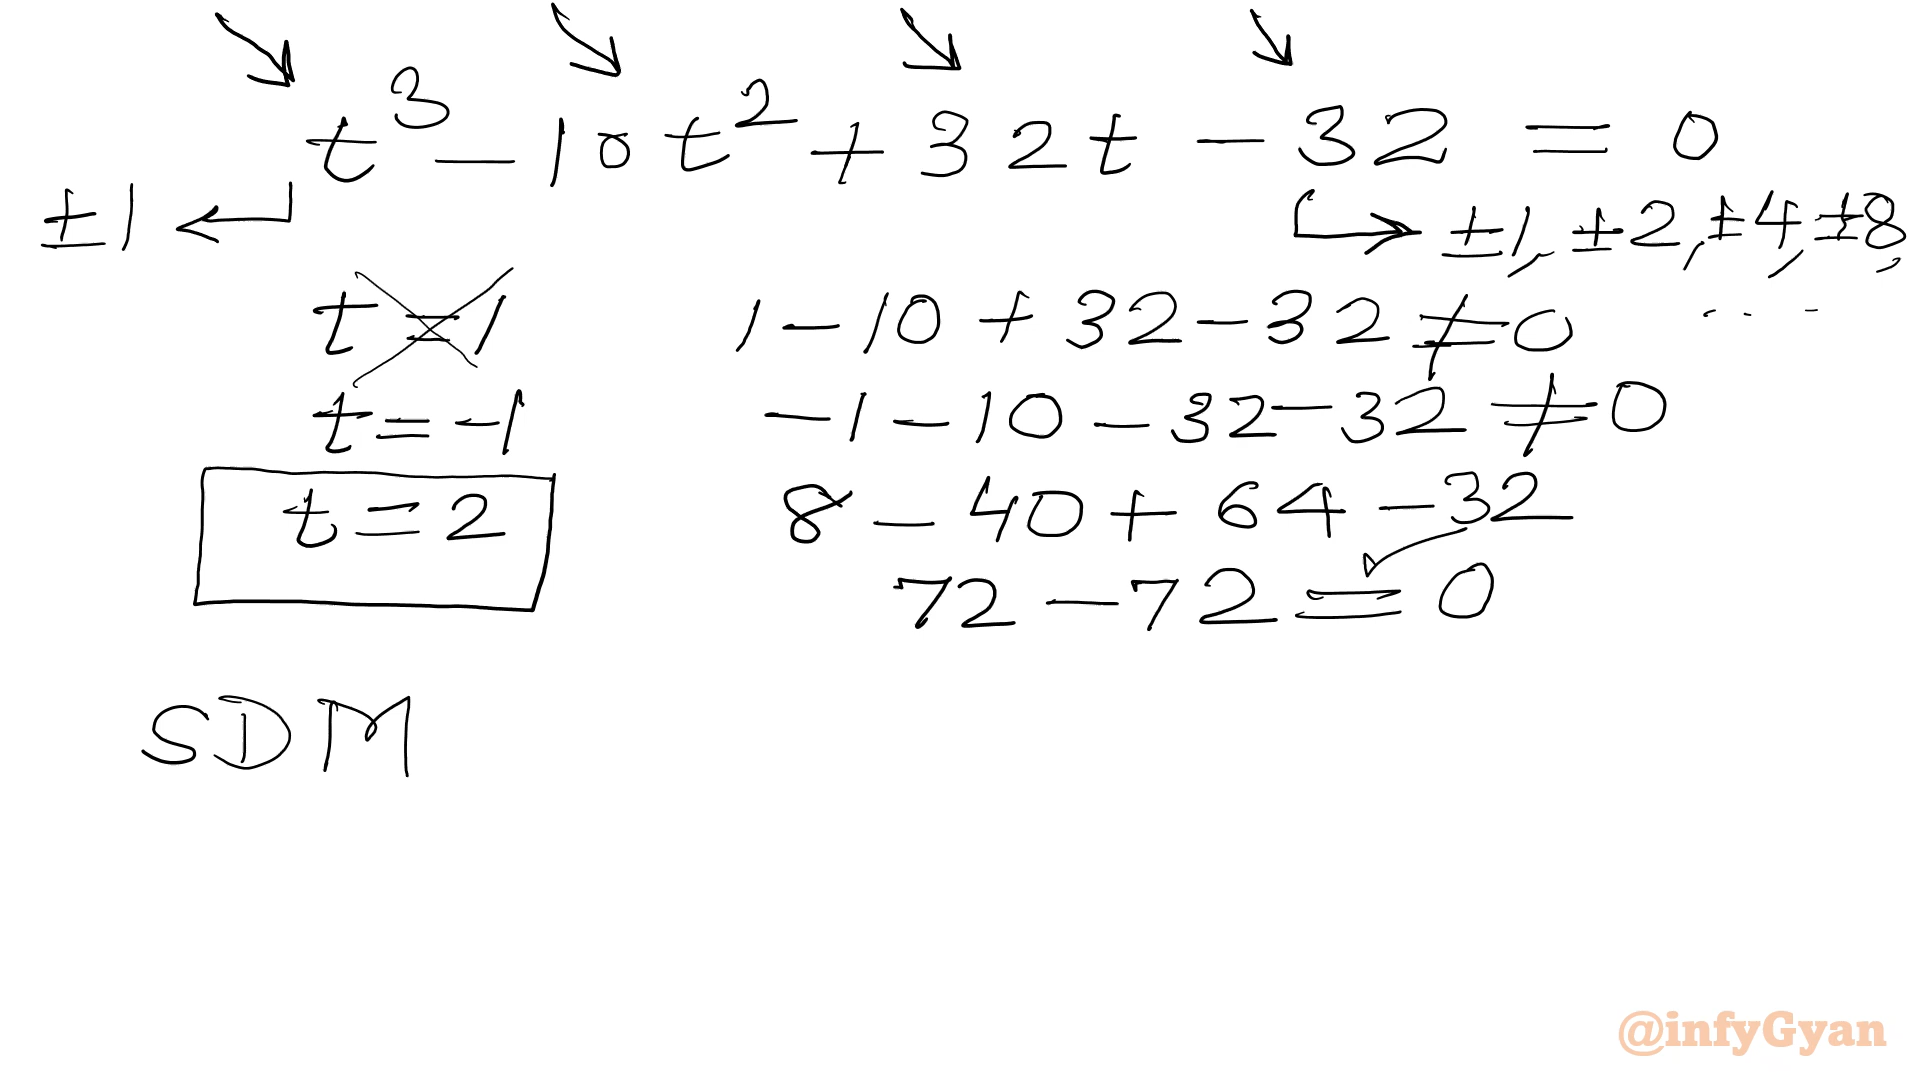 t³ − 10t² + 32t − 32 = 0
±1 ±1, ±2, ±4, ±8,
t = 1 1 − 10 + 32 − 32 ≠ 0 ....
t = −1 −1 − 10 − 32 − 32 ≠ 0
t = 2 8 − 40 + 64 − 32
72 − 72 = 0
SDM
@infyGyan